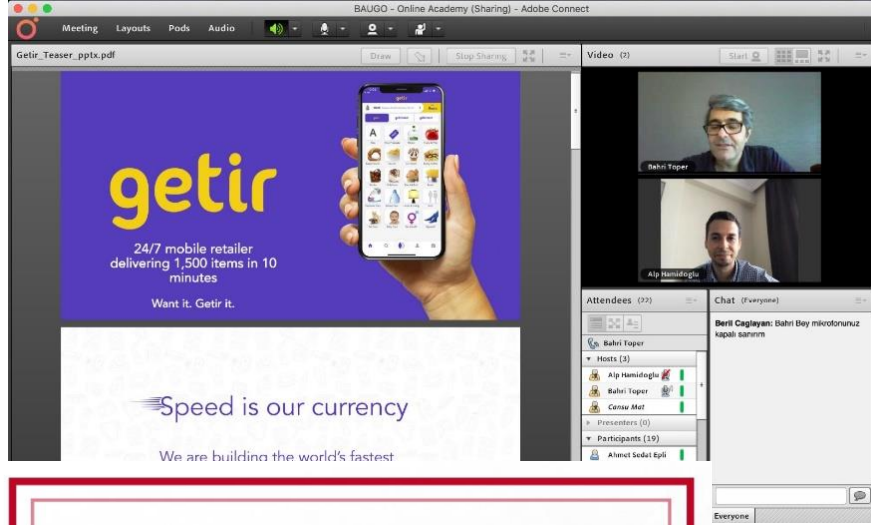 BAUGO - Online Academy (Sharing) - Adobe Connect
Meeting Layouts Pods Audio
Getir_Teaser_pptx.pdf
Draw
Stop Sharing
getir
24/7 mobile retailer
delivering 1,500 items in 10
minutes
Want it. Getir it.
Speed is our currency
We are building the world's fastest
Video (2)
Start
Bahri Toper
Alp Hamidoglu
Attendees (22)
Bahri Toper
Hosts (3)
Alp Hamidoglu
Bahri Toper
Cansu Mat
Presenters (0)
Participants (19)
Ahmet Sedat Epli
Chat (Everyone)
Beril Caglayan: Bahri Bey mikrofonunuz
kapalı sanırım
Everyone